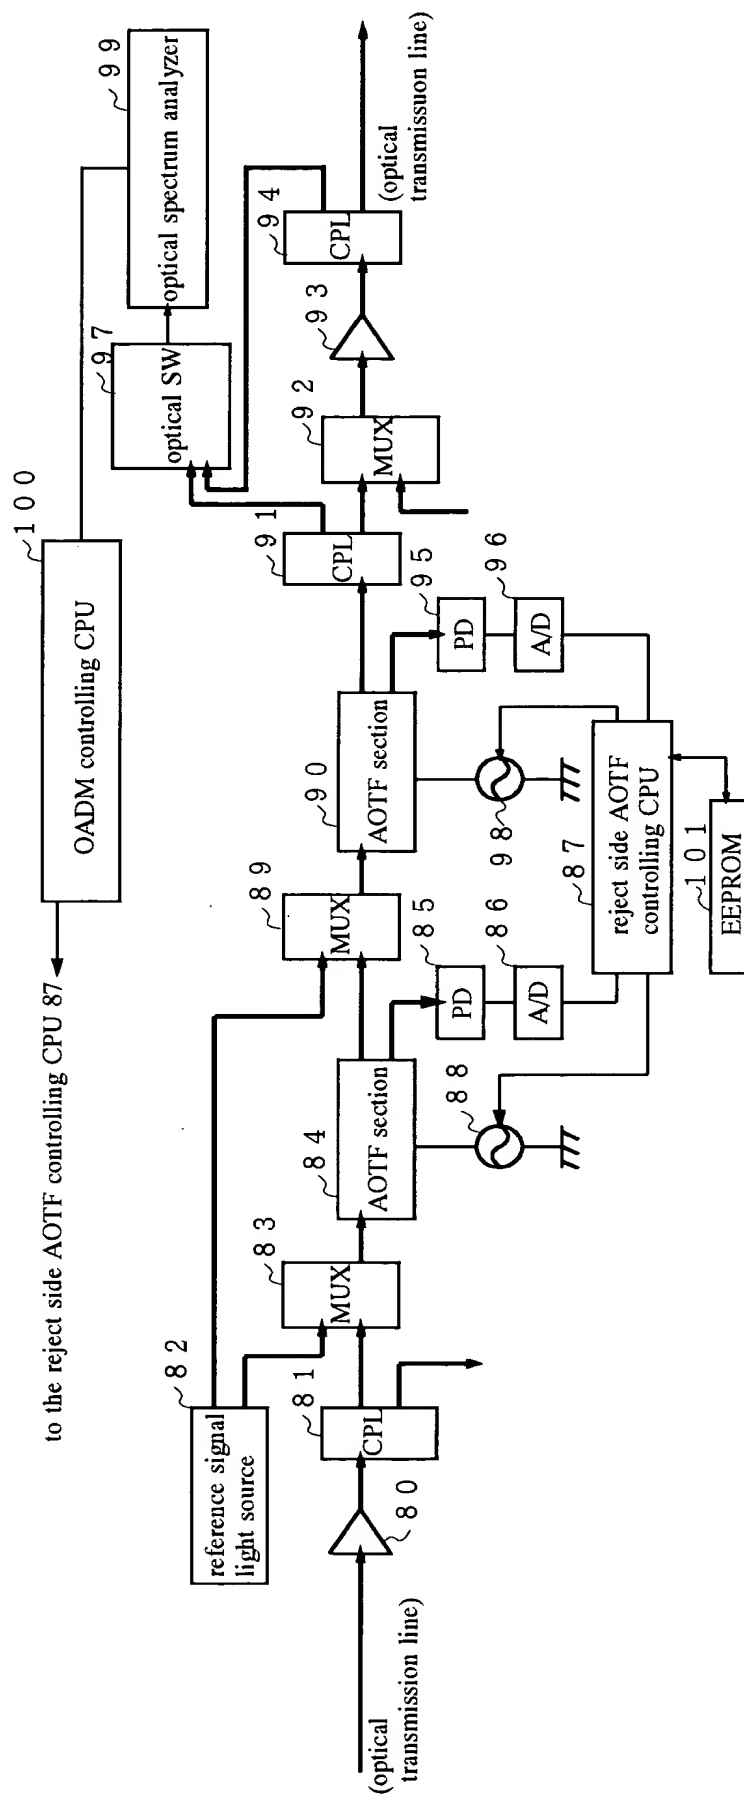 to the reject side AOTF controlling CPU 87
100
OADM controlling CPU
99
optical spectrum analyzer
97
optical SW
82
reference signal
light source
(optical
transmission line)
80
81
CPL
83
MUX
84
AOTF section
85
PD
86
A/D
88
89
MUX
90
AOTF section
95
PD
96
A/D
98
87
reject side AOTF
controlling CPU
101
EEPROM
91
CPL
92
MUX
93
94
CPL
(optical
transmissuon line)